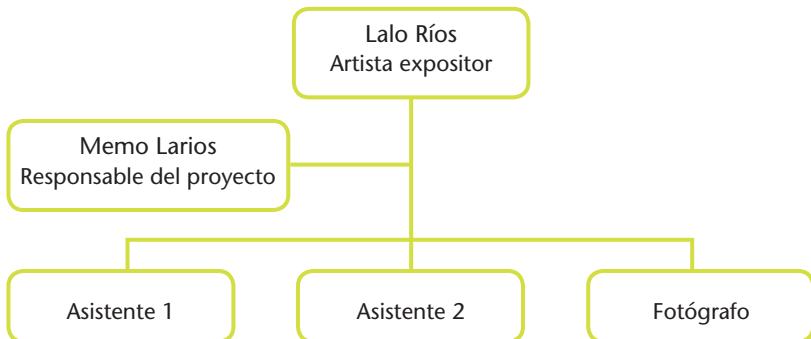 Lalo Ríos
Artista expositor
Memo Larios
Responsable del proyecto
Asistente 1
Asistente 2
Fotógrafo